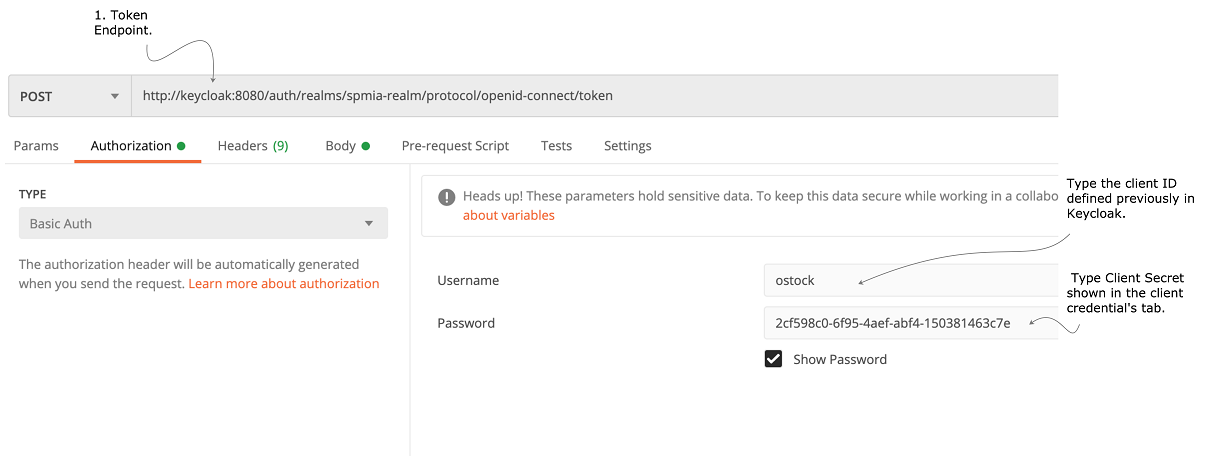 1. Token
Endpoint.
POST
http://keycloak:8080/auth/realms/spmia-realm/protocol/openid-connect/token
Params
Authorization
Headers (9)
Body
Pre-request Script
Tests
Settings
TYPE
Basic Auth
The authorization header will be automatically generated
when you send the request. Learn more about authorization
Heads up! These parameters hold sensitive data. To keep this data secure while working in a collabo
about variables
Username
ostock
Password
2cf598c0-6f95-4aef-abf4-150381463c7e
Show Password
Type the client ID
defined previously in
Keycloak.
Type Client Secret
shown in the client
credential's tab.